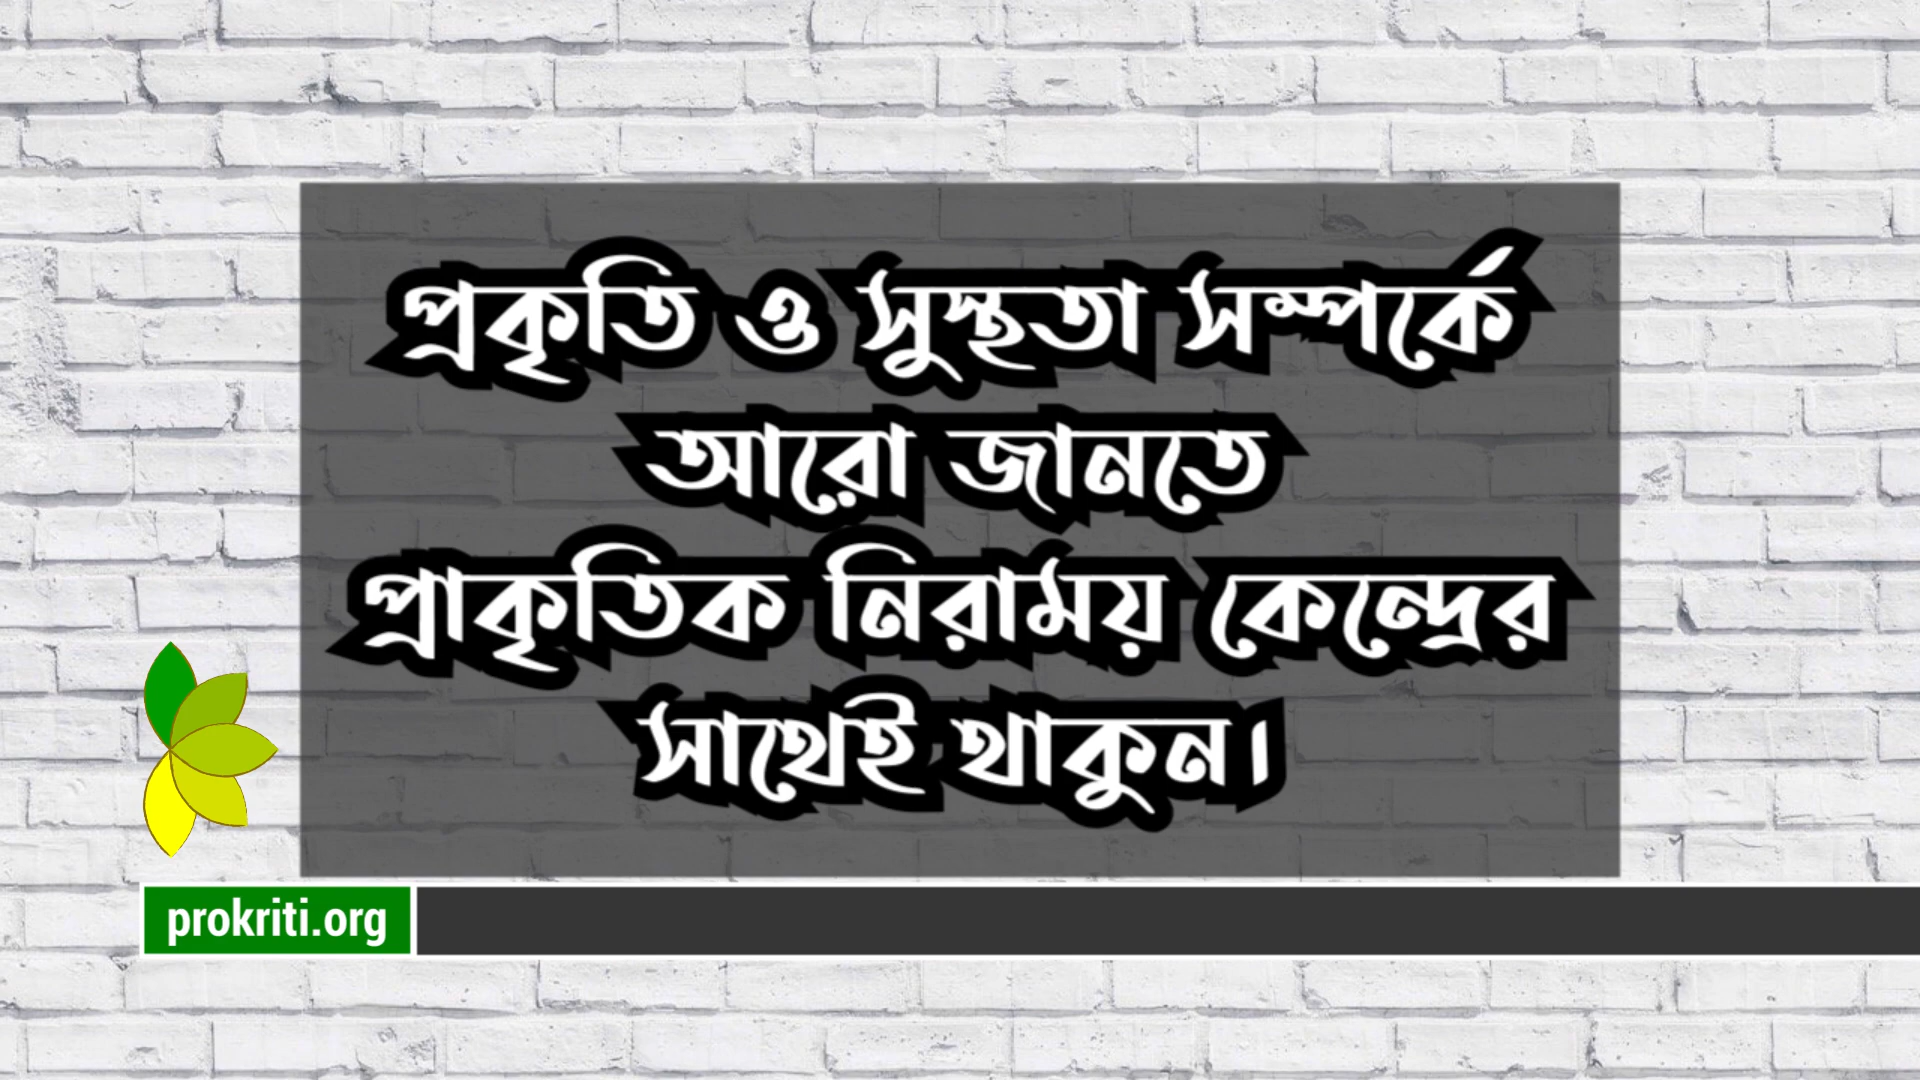 প্রকৃতি ও সুস্থতা সম্পর্কে
আরো জানতে
প্রাকৃতিক নিরাময় কেন্দ্রের
সাথেই থাকুন।
prokriti.org